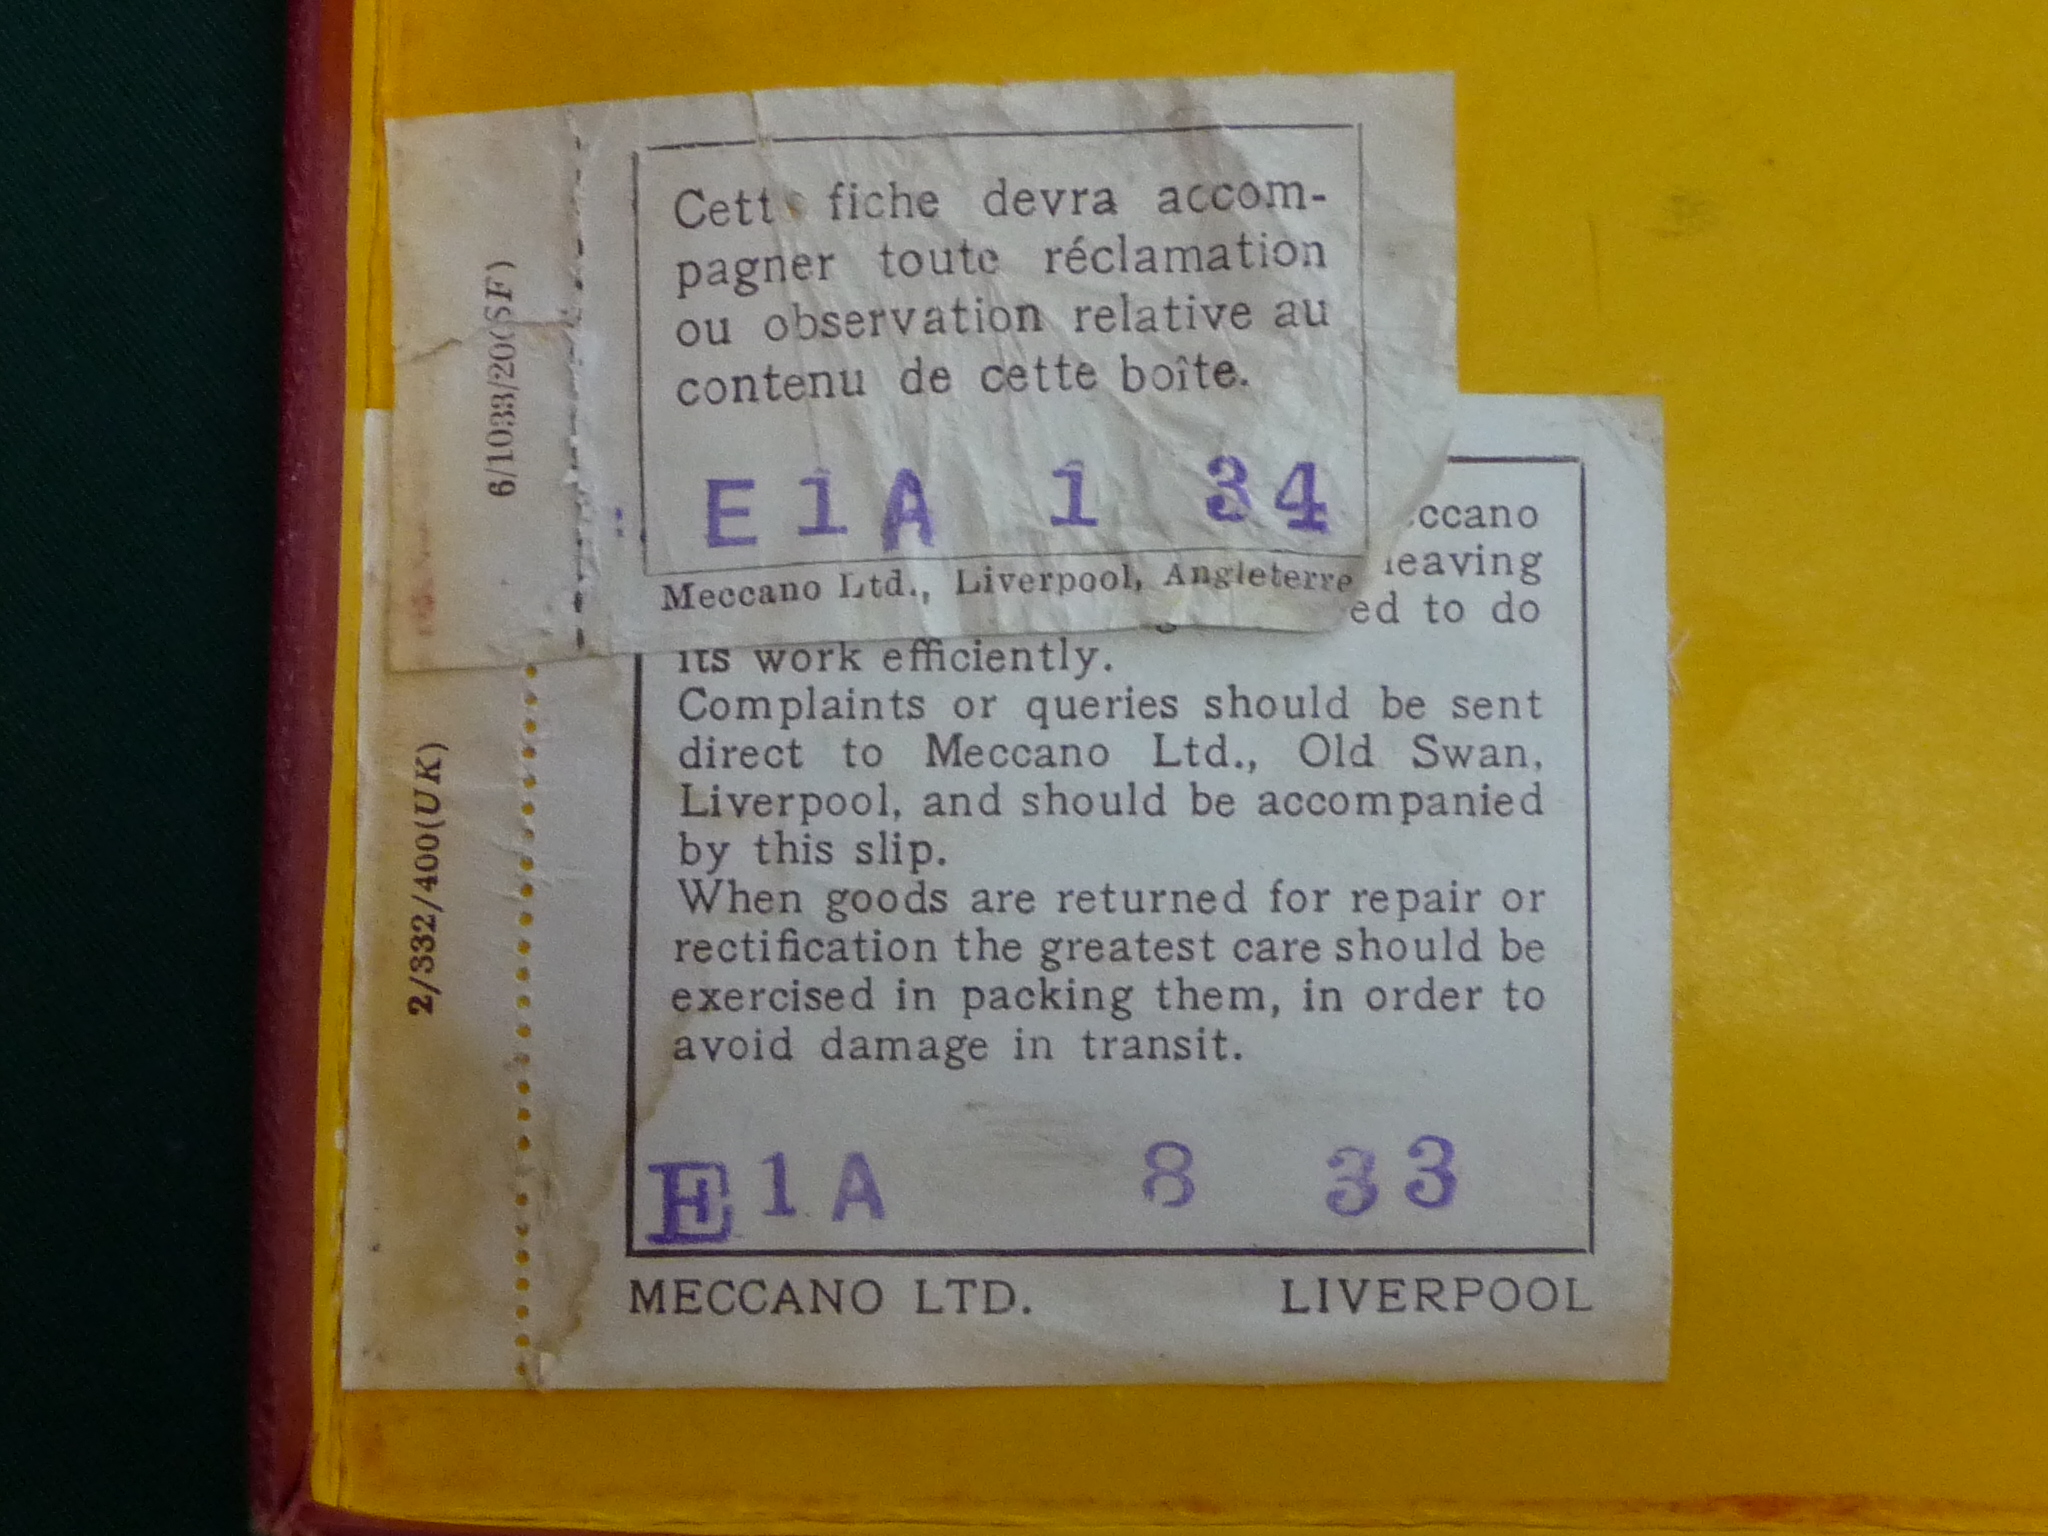 6/1033/20(SF)
Cette fiche devra accom-
pagner toute réclamation
ou observation relative au
contenu de cette boîte.
E1A 1 34
Meccano Ltd., Liverpool, Angleterre
2/332/400(UK)
leaving
to do
its work efficiently.
Complaints or queries should be sent
direct to Meccano Ltd., Old Swan,
Liverpool, and should be accompanied
by this slip.
When goods are returned for repair or
rectification the greatest care should be
exercised in packing them, in order to
avoid damage in transit.
E1A 8 33
MECCANO LTD. LIVERPOOL